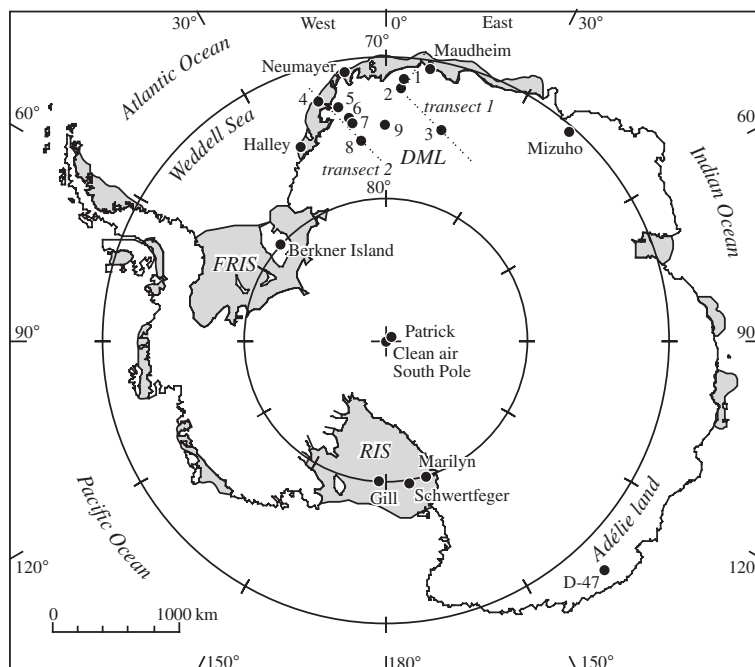 30° West 0° East 30°
70°
Maudheim
Neumayer
Atlantic Ocean
1
4 5 2
6 transect 1
60° 7 60°
9 3
Weddell Sea
Halley 8 DML Mizuho
transect 2
Indian Ocean
80°
Berkner Island
FRIS
Patrick
90° Clean air 90°
South Pole
RIS
Marilyn
Gill Schwertfeger
Pacific Ocean
Adélie land
120° D-47 120°
0 1000 km
150° 180° 150°